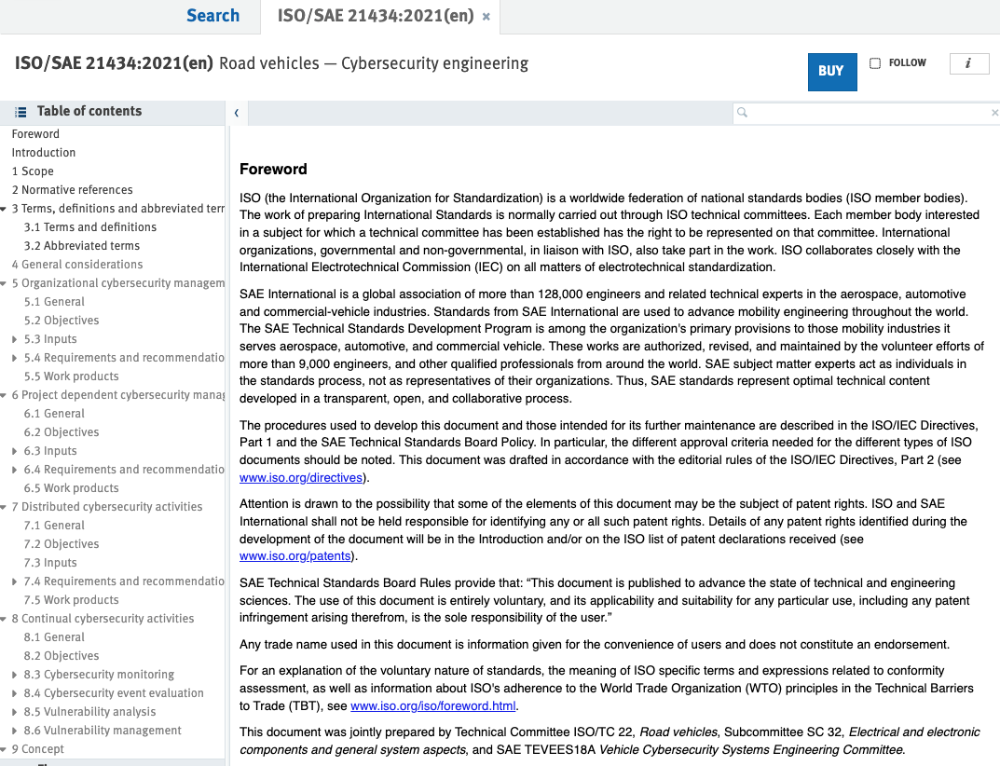 Search
ISO/SAE 21434:2021(en) ×
ISO/SAE 21434:2021(en) Road vehicles — Cybersecurity engineering
BUY
FOLLOW
i
Table of contents
Foreword
Introduction
1 Scope
2 Normative references
3 Terms, definitions and abbreviated
3.1 Terms and definitions
3.2 Abbreviated terms
4 General considerations
5 Organizational cybersecurity managem
5.1 General
5.2 Objectives
5.3 Inputs
5.4 Requirements and recommendatio
5.5 Work products
6 Project dependent cybersecurity manag
6.1 General
6.2 Objectives
6.3 Inputs
6.4 Requirements and recommendatio
6.5 Work products
7 Distributed cybersecurity activities
7.1 General
7.2 Objectives
7.3 Inputs
7.4 Requirements and recommendatio
7.5 Work products
8 Continual cybersecurity activities
8.1 General
8.2 Objectives
8.3 Cybersecurity monitoring
8.4 Cybersecurity event evaluation
8.5 Vulnerability analysis
8.6 Vulnerability management
9 Concept
Foreword
ISO (the International Organization for Standardization) is a worldwide federation of national standards bodies (ISO member bodies).
The work of preparing International Standards is normally carried out through ISO technical committees. Each member body interested
in a subject for which a technical committee has been established has the right to be represented on that committee. International
organizations, governmental and non-governmental, in liaison with ISO, also take part in the work. ISO collaborates closely with the
International Electrotechnical Commission (IEC) on all matters of electrotechnical standardization.
SAE International is a global association of more than 128,000 engineers and related technical experts in the aerospace, automotive
and commercial-vehicle industries. Standards from SAE International are used to advance mobility engineering throughout the world.
The SAE Technical Standards Development Program is among the organization's primary provisions to those mobility industries it
serves aerospace, automotive, and commercial vehicle. These works are authorized, revised, and maintained by the volunteer efforts of
more than 9,000 engineers, and other qualified professionals from around the world. SAE subject matter experts act as individuals in
the standards process, not as representatives of their organizations. Thus, SAE standards represent optimal technical content
developed in a transparent, open, and collaborative process.
The procedures used to develop this document and those intended for its further maintenance are described in the ISO/IEC Directives,
Part 1 and the SAE Technical Standards Board Policy. In particular, the different approval criteria needed for the different types of ISO
documents should be noted. This document was drafted in accordance with the editorial rules of the ISO/IEC Directives, Part 2 (see
www.iso.org/directives).
Attention is drawn to the possibility that some of the elements of this document may be the subject of patent rights. ISO and SAE
International shall not be held responsible for identifying any or all such patent rights. Details of any patent rights identified during the
development of the document will be in the Introduction and/or on the ISO list of patent declarations received (see
www.iso.org/patents).
SAE Technical Standards Board Rules provide that: “This document is published to advance the state of technical and engineering
sciences. The use of this document is entirely voluntary, and its applicability and suitability for any particular use, including any patent
infringement arising therefrom, is the sole responsibility of the user.”
Any trade name used in this document is information given for the convenience of users and does not constitute an endorsement.
For an explanation of the voluntary nature of standards, the meaning of ISO specific terms and expressions related to conformity
assessment, as well as information about ISO's adherence to the World Trade Organization (WTO) principles in the Technical Barriers
to Trade (TBT), see www.iso.org/iso/foreword.html.
This document was jointly prepared by Technical Committee ISO/TC 22, Road vehicles, Subcommittee SC 32, Electrical and electronic
components and general system aspects, and SAE TEVEES18A Vehicle Cybersecurity Systems Engineering Committee.